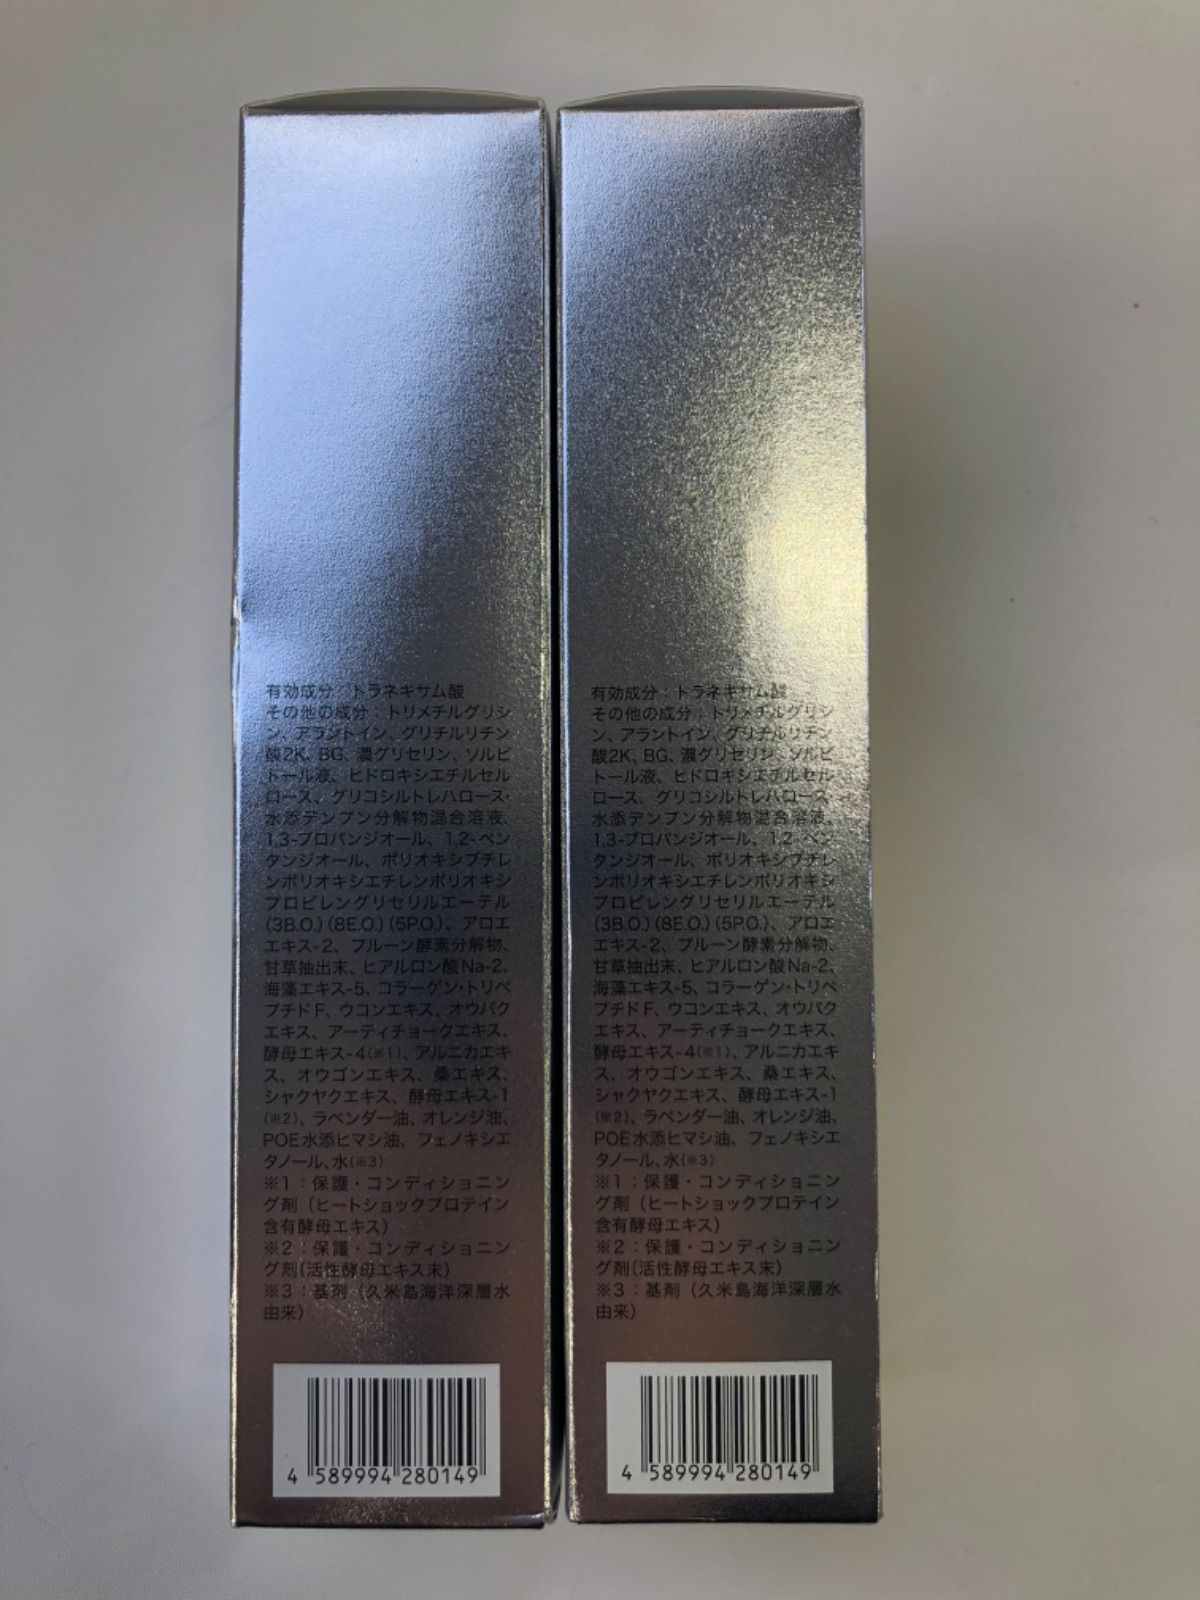 有効成分：トラネキサム酸
その他の成分：トリメチルグリシ
ン、アラントイン、グリチルリチン
酸2K、BG、濃グリセリン、ソルビ
トール液、ヒドロキシエチルセル
ロース、グリコシルトレハロース・
水添デンプン分解物混合溶液、
1,3-プロパンジオール、1,2-ペン
タンジオール、ポリオキシブチレ
ンポリオキシエチレンポリオキシ
プロピレングリセリルエーテル
(3B.O.)(8E.O.)(5P.O.)、アロエ
エキス-2、プルーン酵素分解物、
甘草抽出末、ヒアルロン酸Na-2、
海藻エキス-5、コラーゲン・トリペ
プチドF、ウコンエキス、オウバク
エキス、アーティチョークエキス、
酵母エキス-4(※1)、アルニカエキ
ス、オウゴンエキス、桑エキス、
シャクヤクエキス、酵母エキス-1
(※2)、ラベンダー油、オレンジ油、
POE水添ヒマシ油、フェノキシエ
タノール、水(※3)
※1：保護・コンディショニン
グ剤（ヒートショックプロテイン
含有酵母エキス）
※2：保護・コンディショニン
グ剤(活性酵母エキス末)
※3：基剤（久米島海洋深層水
由来）
4 589994 280149
有効成分：トラネキサム酸
その他の成分：トリメチルグリシ
ン、アラントイン、グリチルリチン
酸2K、BG、濃グリセリン、ソルビ
トール液、ヒドロキシエチルセル
ロース、グリコシルトレハロース・
水添デンプン分解物混合溶液、
1,3-プロパンジオール、1,2-ペン
タンジオール、ポリオキシブチレ
ンポリオキシエチレンポリオキシ
プロピレングリセリルエーテル
(3B.O.)(8E.O.)(5P.O.)、アロエ
エキス-2、プルーン酵素分解物、
甘草抽出末、ヒアルロン酸Na-2、
海藻エキス-5、コラーゲン・トリペ
プチドF、ウコンエキス、オウバク
エキス、アーティチョークエキス、
酵母エキス-4(※1)、アルニカエキ
ス、オウゴンエキス、桑エキス、
シャクヤクエキス、酵母エキス-1
(※2)、ラベンダー油、オレンジ油、
POE水添ヒマシ油、フェノキシエ
タノール、水(※3)
※1：保護・コンディショニン
グ剤（ヒートショックプロテイン
含有酵母エキス）
※2：保護・コンディショニン
グ剤(活性酵母エキス末)
※3：基剤（久米島海洋深層水
由来）
4 589994 280149